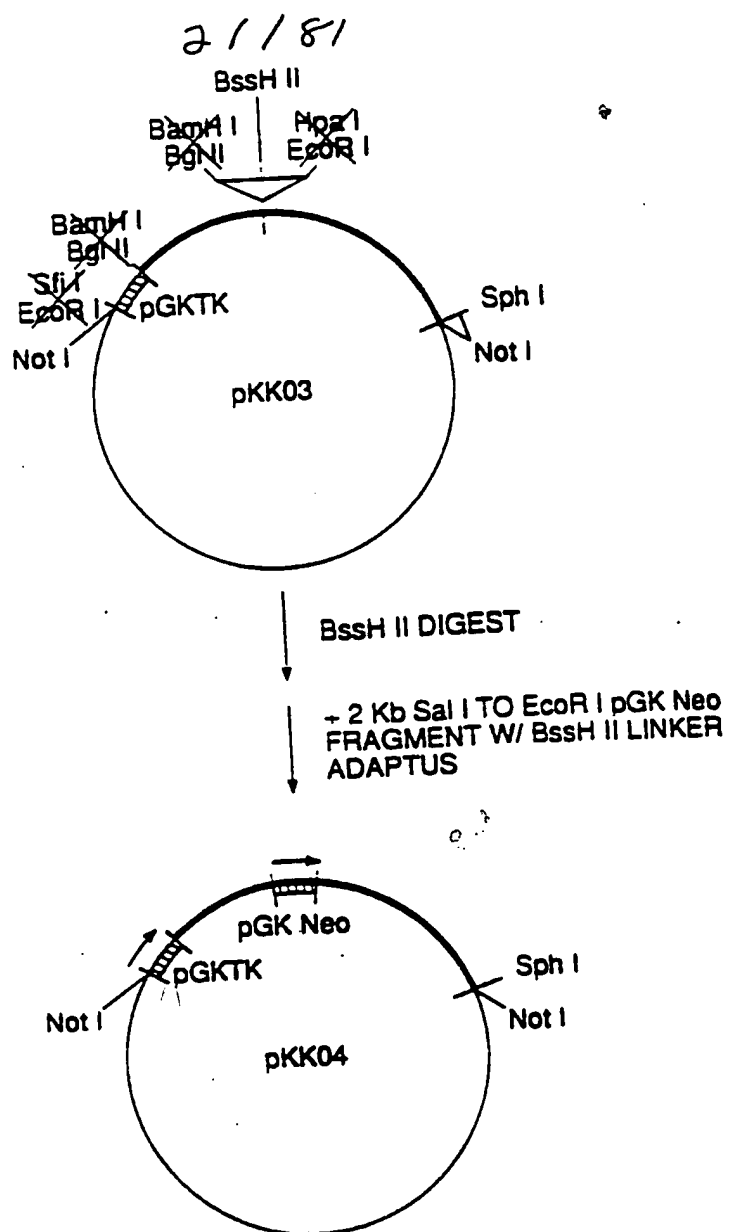 21/81
BssH II
BamH I
Bgl II
Hpa I
EcoR I
BamH I
Bgl II
Sfi I
EcoR I
pGKTK
Not I
Sph I
Not I
pKK03
BssH II DIGEST
+ 2 Kb Sal I TO EcoR I pGK Neo
FRAGMENT W/ BssH II LINKER
ADAPTUS
pGK Neo
pGKTK
Not I
Sph I
Not I
pKK04